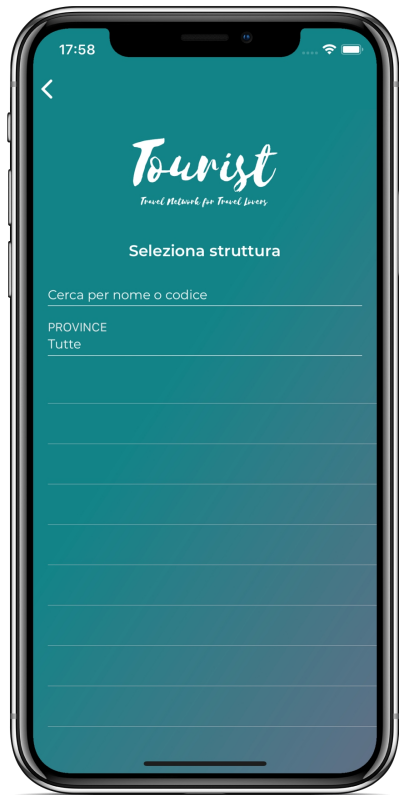 17:58
Tourist
Travel Network for Travel Lovers
Seleziona struttura
Cerca per nome o codice
PROVINCE
Tutte